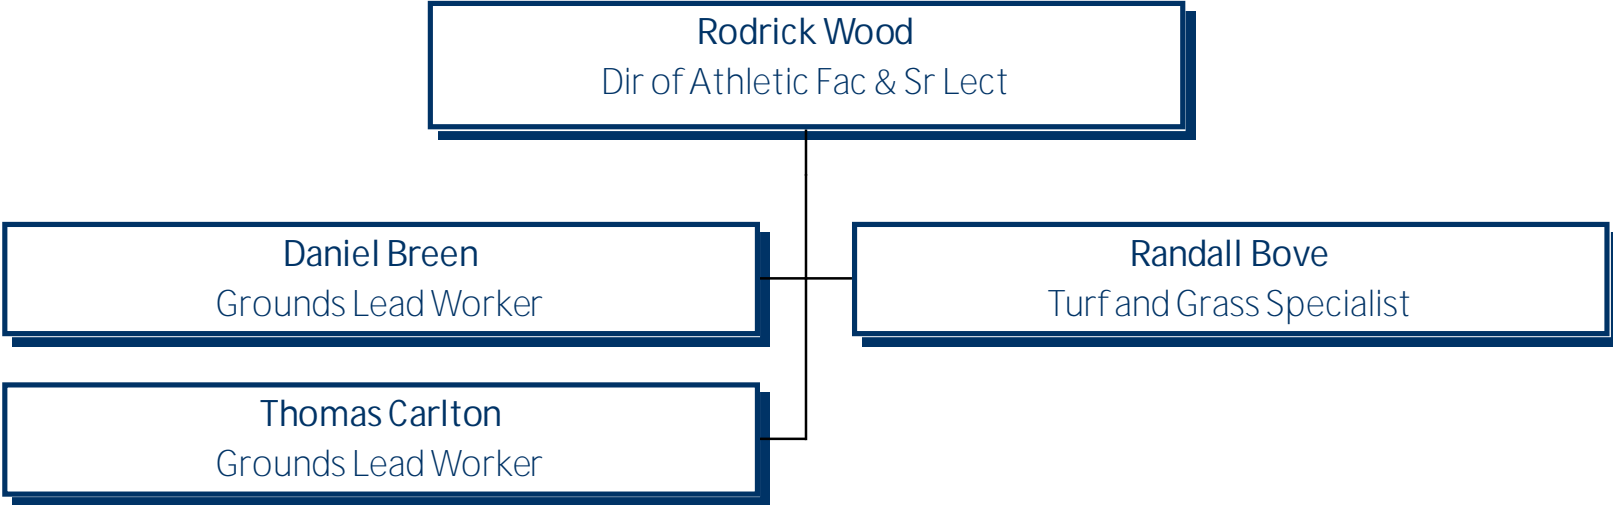 Rodrick Wood
Dir of Athletic Fac & Sr Lect
Daniel Breen
Grounds Lead Worker
Randall Bove
Turf and Grass Specialist
Thomas Carlton
Grounds Lead Worker